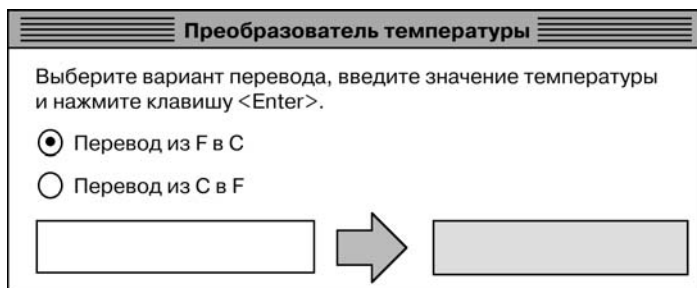 Преобразователь температуры
Выберите вариант перевода, введите значение температуры
и нажмите клавишу <Enter>.
Перевод из F в C
Перевод из C в F